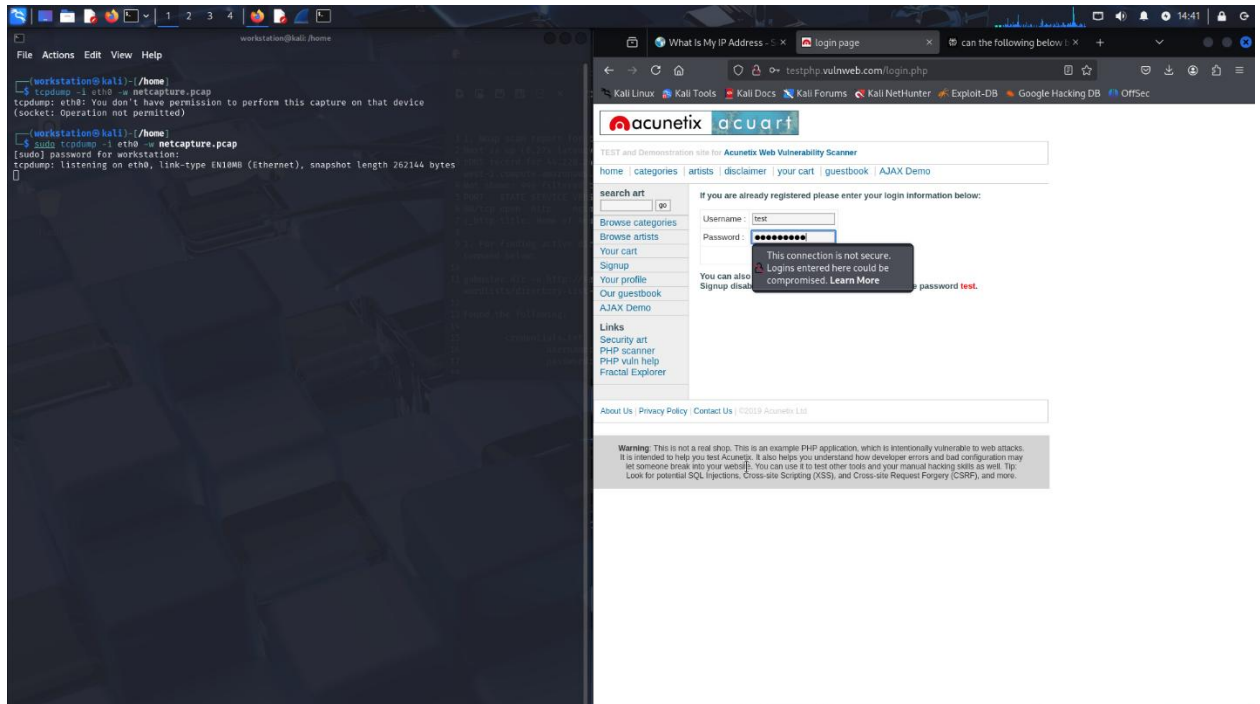 1 2 3 4
14:41
workstation@kali: /home
File Actions Edit View Help
┌──(workstation㉿kali)-[/home]
└─$ tcpdump -i eth0 -w netcapture.pcap
tcpdump: eth0: You don't have permission to perform this capture on that device
(socket: Operation not permitted)
┌──(workstation㉿kali)-[/home]
└─$ sudo tcpdump -i eth0 -w netcapture.pcap
[sudo] password for workstation:
tcpdump: listening on eth0, link-type EN10MB (Ethernet), snapshot length 262144 bytes
What Is My IP Address - S
login page
can the following below b
testphp.vulnweb.com/login.php
Kali Linux Kali Tools Kali Docs Kali Forums Kali NetHunter Exploit-DB Google Hacking DB OffSec
acunetix acuart
TEST and Demonstration site for Acunetix Web Vulnerability Scanner
home | categories | artists | disclaimer | your cart | guestbook | AJAX Demo
search art
go
Browse categories
Browse artists
Your cart
Signup
Your profile
Our guestbook
AJAX Demo
Links
Security art
PHP scanner
PHP vuln help
Fractal Explorer
If you are already registered please enter your login information below:
Username : test
Password : ●●●●●●●●●
This connection is not secure.
Logins entered here could be
compromised. Learn More
You can also
Signup disab
password test.
About Us | Privacy Policy | Contact Us | ©2019 Acunetix Ltd
Warning: This is not a real shop. This is an example PHP application, which is intentionally vulnerable to web attacks.
It is intended to help you test Acunetix. It also helps you understand how developer errors and bad configuration may
let someone break into your website. You can use it to test other tools and your manual hacking skills as well. Tip:
Look for potential SQL Injections, Cross-site Scripting (XSS), and Cross-site Request Forgery (CSRF), and more.